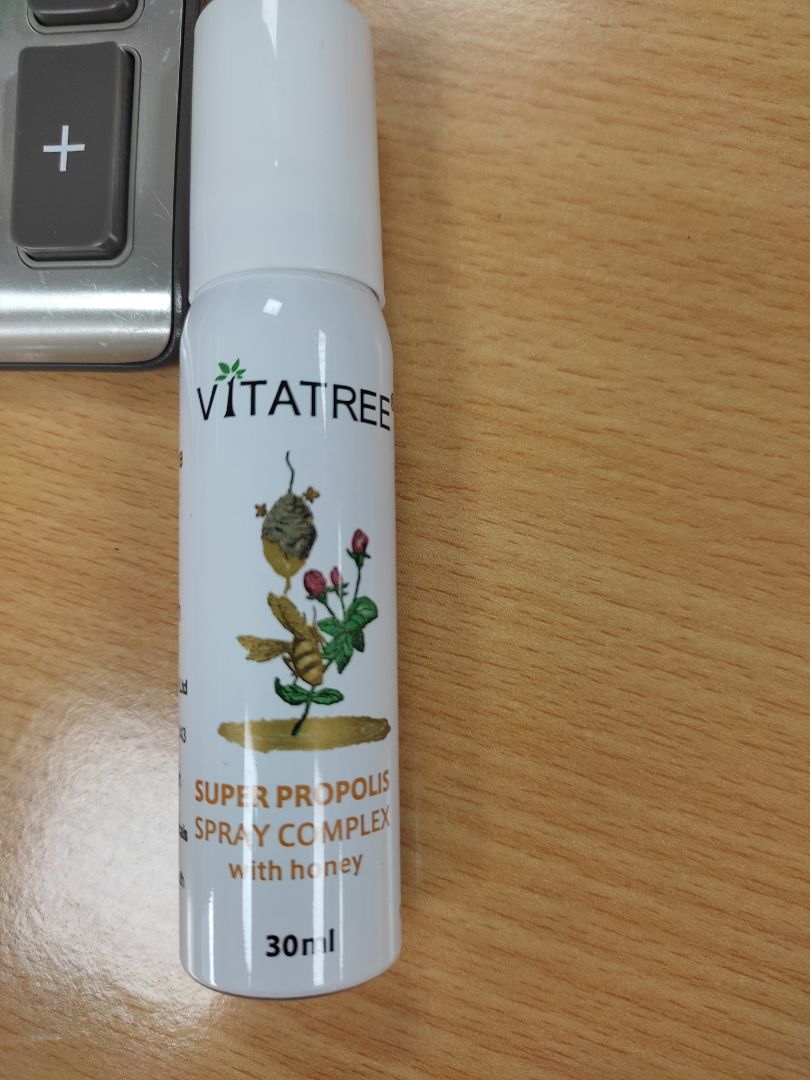 +
VITATREE
SUPER PROPOLIS
SPRAY COMPLEX
with honey
30ml